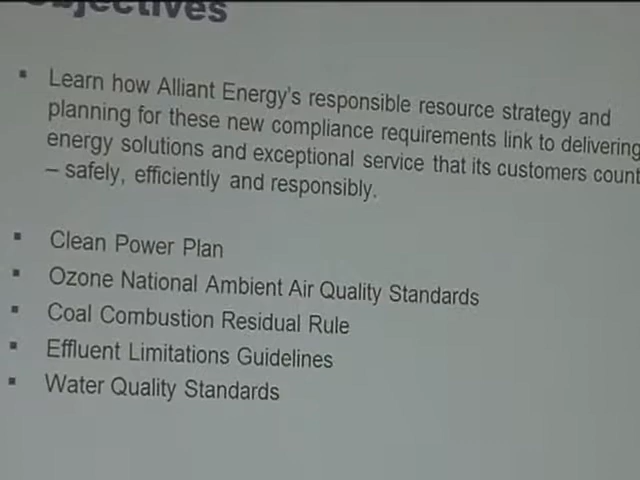 Objectives
Learn how Alliant Energy's responsible resource strategy and
planning for these new compliance requirements link to delivering
energy solutions and exceptional service that its customers count
– safely, efficiently and responsibly.
Clean Power Plan
Ozone National Ambient Air Quality Standards
Coal Combustion Residual Rule
Effluent Limitations Guidelines
Water Quality Standards